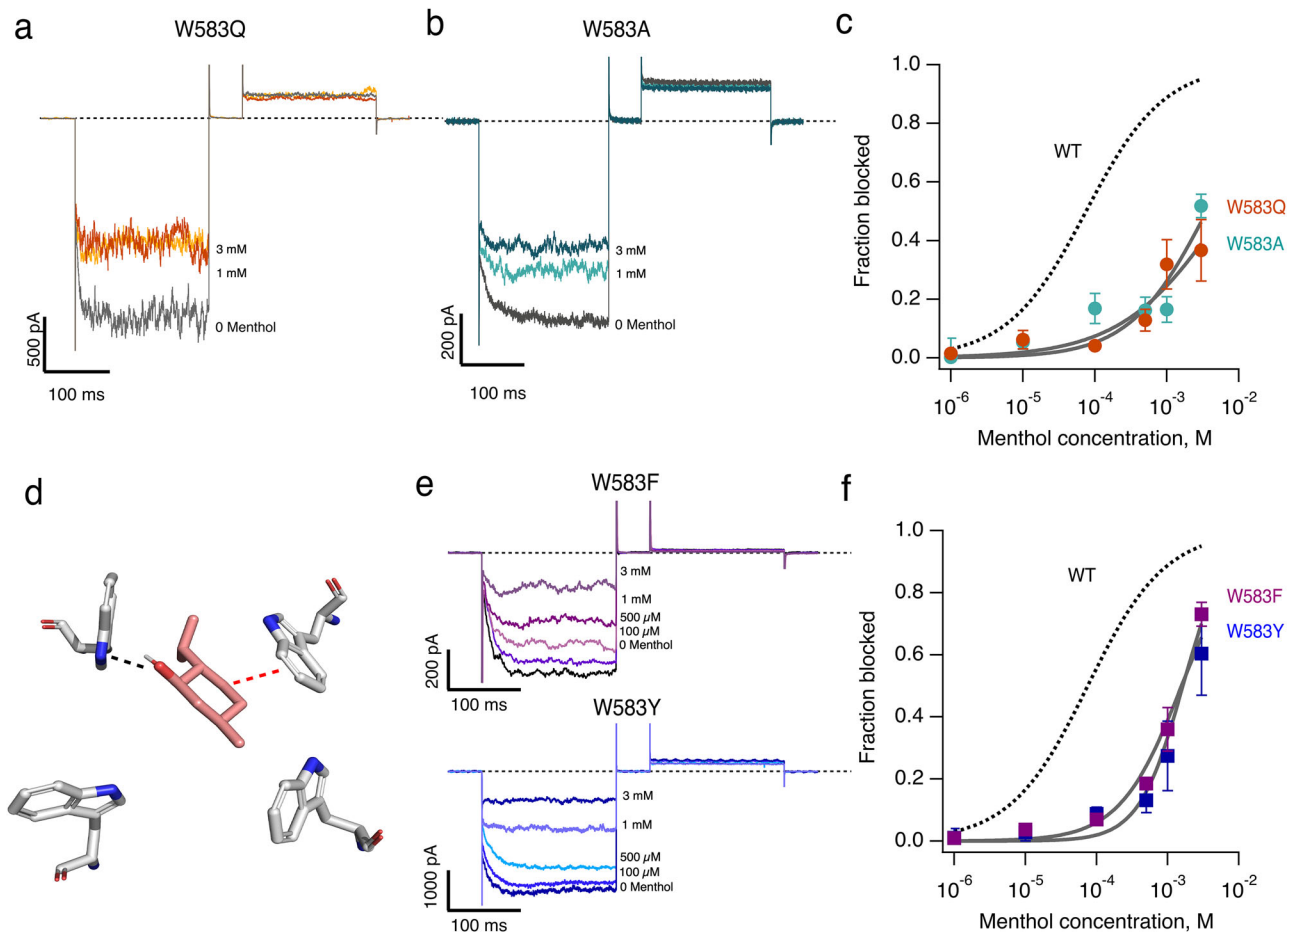 a
W583Q
3 mM
1 mM
0 Menthol
500 pA
100 ms
b
W583A
3 mM
1 mM
0 Menthol
200 pA
100 ms
c
1.0
0.8
0.6
0.4
0.2
0.0
Fraction blocked
WT
W583Q
W583A
10-6
10-5
10-4
10-3
10-2
Menthol concentration, M
d
e
W583F
3 mM
1 mM
500 µM
100 µM
0 Menthol
200 pA
100 ms
W583Y
3 mM
1 mM
500 µM
100 µM
0 Menthol
1000 pA
100 ms
f
1.0
0.8
0.6
0.4
0.2
0.0
Fraction blocked
WT
W583F
W583Y
10-6
10-5
10-4
10-3
10-2
Menthol concentration, M